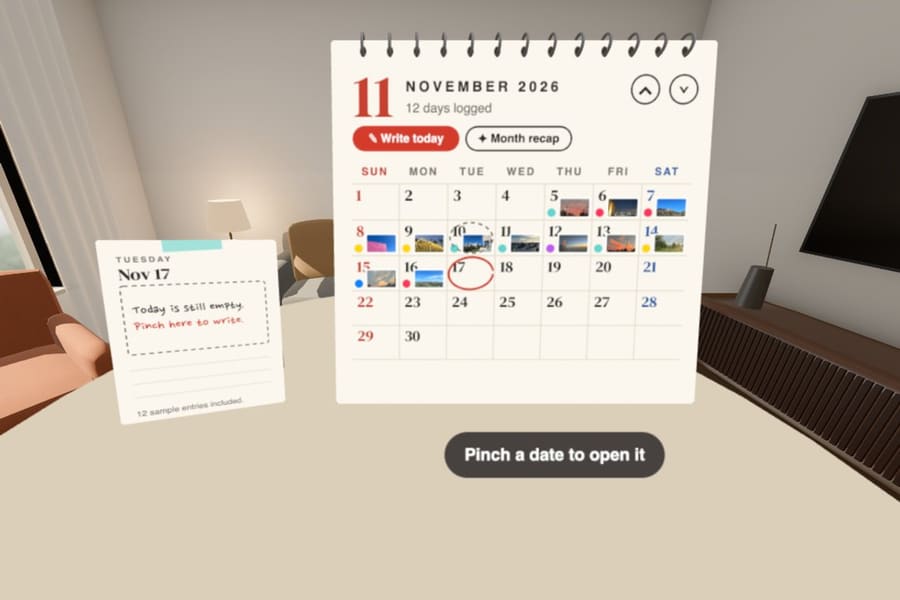 11
NOVEMBER 2026
12 days logged
Write today
Month recap
SUN MON TUE WED THU FRI SAT
1 2 3 4 5 6 7
8 9 10 11 12 13 14
15 16 17 18 19 20 21
22 23 24 25 26 27 28
29 30
TUESDAY
Nov 17
Today is still empty.
Pinch here to write.
12 sample entries included.
Pinch a date to open it